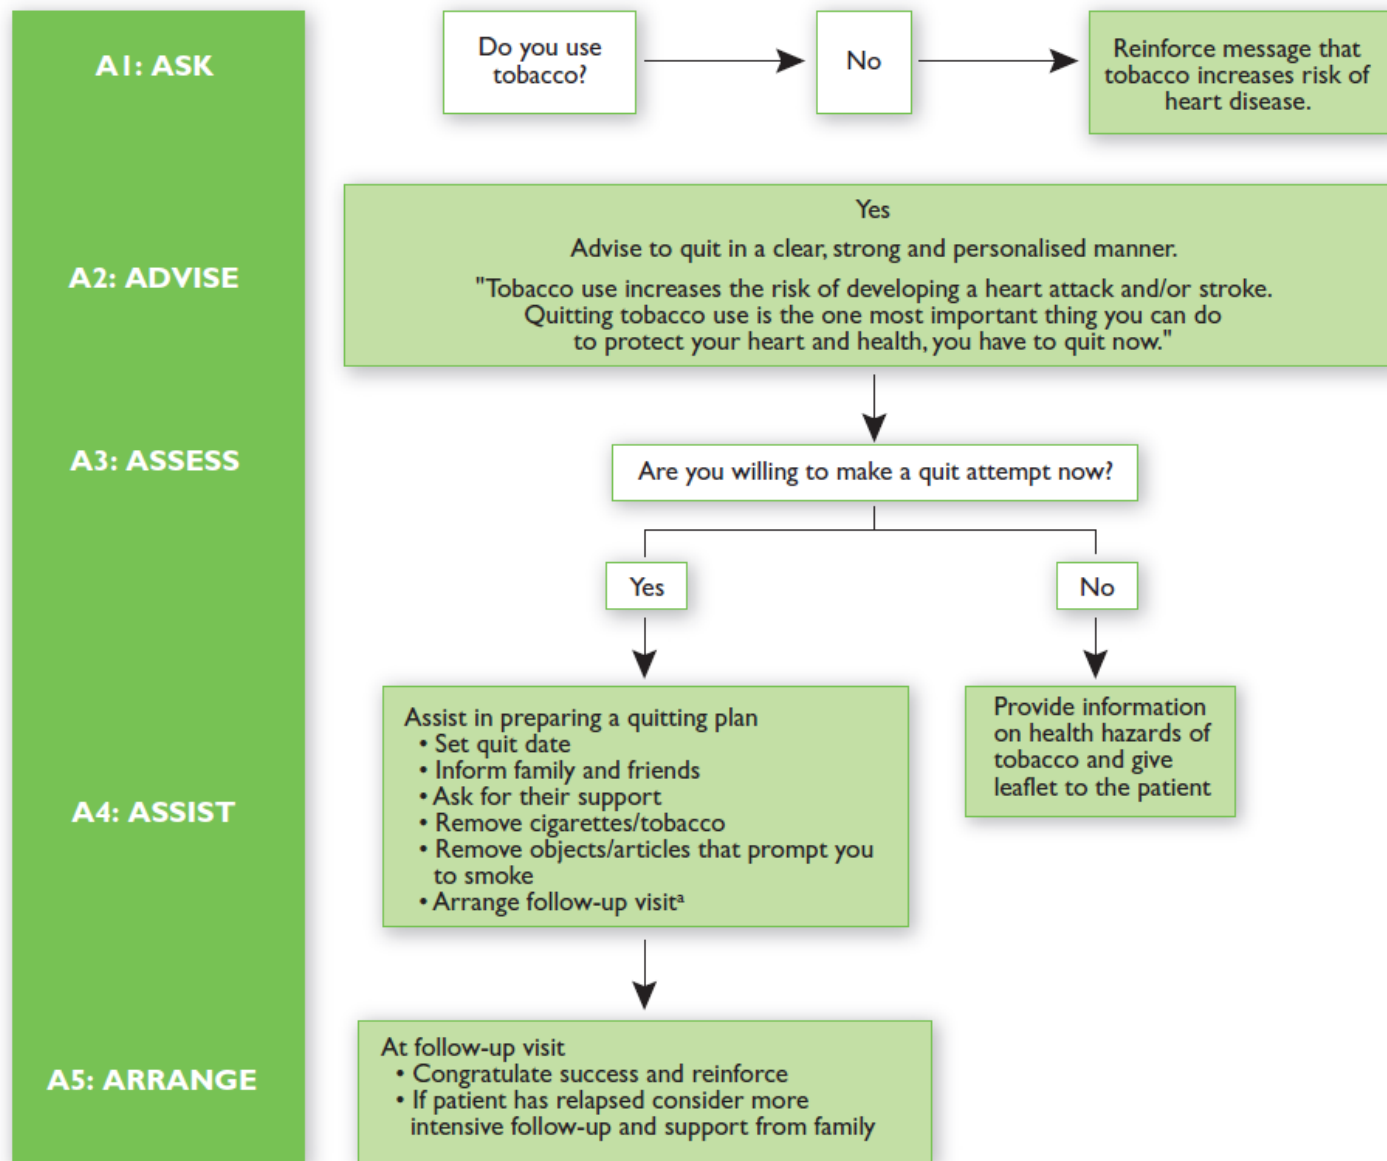 A1: ASK
Do you use
tobacco?
No
Reinforce message that
tobacco increases risk of
heart disease.
A2: ADVISE
Yes
Advise to quit in a clear, strong and personalised manner.
"Tobacco use increases the risk of developing a heart attack and/or stroke.
Quitting tobacco use is the one most important thing you can do
to protect your heart and health, you have to quit now."
A3: ASSESS
Are you willing to make a quit attempt now?
Yes
No
A4: ASSIST
Assist in preparing a quitting plan
• Set quit date
• Inform family and friends
• Ask for their support
• Remove cigarettes/tobacco
• Remove objects/articles that prompt you
to smoke
• Arrange follow-up visitᵃ
Provide information
on health hazards of
tobacco and give
leaflet to the patient
A5: ARRANGE
At follow-up visit
• Congratulate success and reinforce
• If patient has relapsed consider more
intensive follow-up and support from family